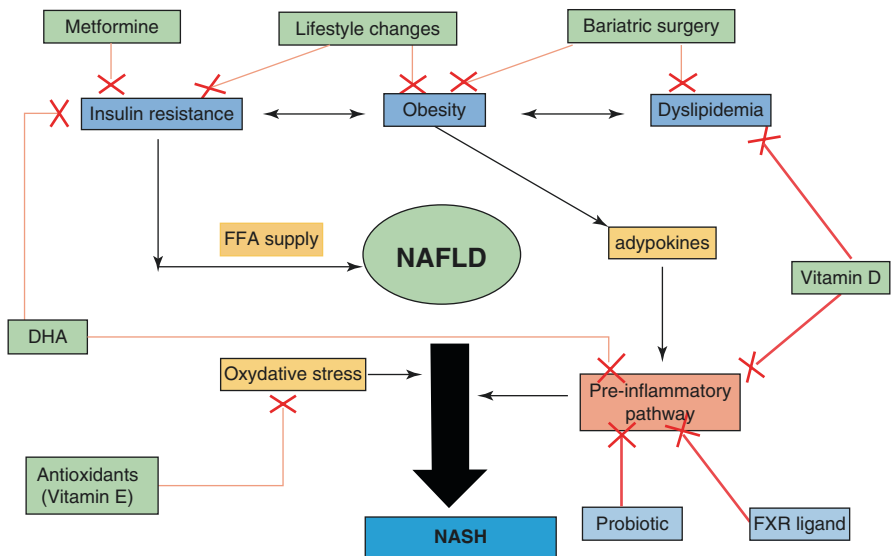 Metformine
Lifestyle changes
Bariatric surgery
Insulin resistance
Obesity
Dyslipidemia
FFA supply
NAFLD
adypokines
Vitamin D
DHA
Oxydative stress
Pre-inflammatory
pathway
Antioxidants
(Vitamin E)
Probiotic
FXR ligand
NASH